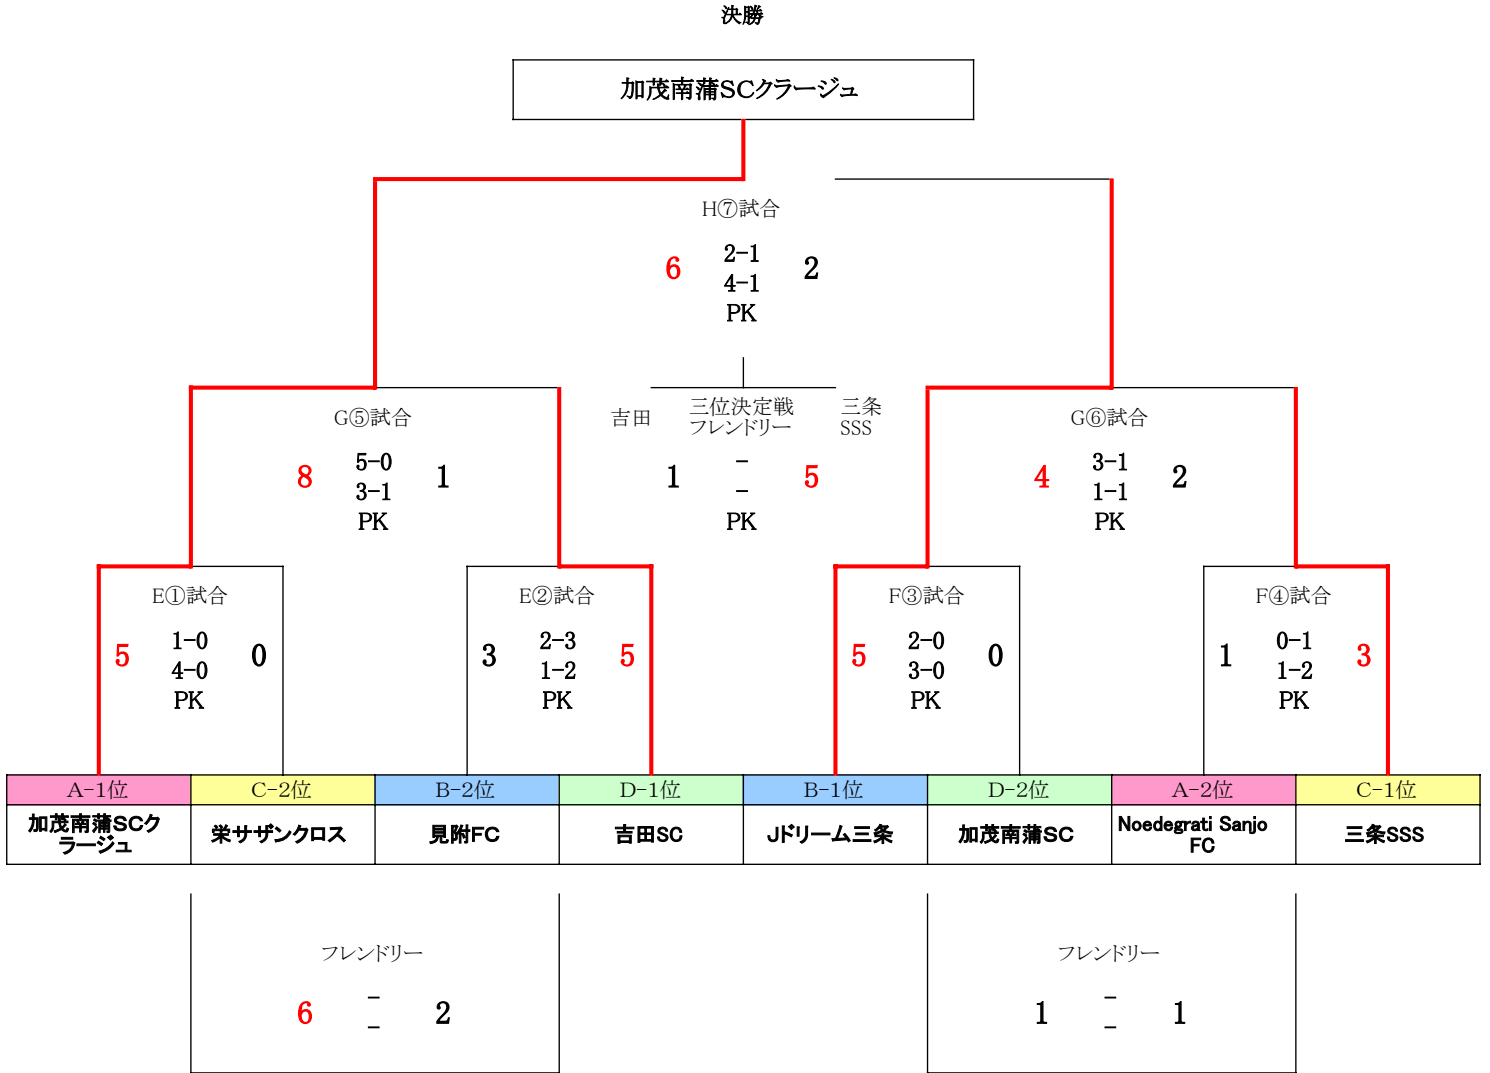 決勝
加茂南蒲SCクラージュ
H⑦試合
6 2-1 2
4-1
PK
G⑤試合
8 5-0 1
3-1
PK
吉田 三位決定戦 三条
フレンドリー SSS
1 - 5
-
PK
G⑥試合
4 3-1 2
1-1
PK
E①試合
5 1-0 0
4-0
PK
E②試合
3 2-3 5
1-2
PK
F③試合
5 2-0 0
3-0
PK
F④試合
1 0-1 3
1-2
PK
A-1位 C-2位 B-2位 D-1位 B-1位 D-2位 A-2位 C-1位
加茂南蒲SCク
ラージュ
栄サザンクロス
見附FC
吉田SC
Jドリーム三条
加茂南蒲SC
Noedegrati Sanjo
FC
三条SSS
フレンドリー
6 - 2
-
フレンドリー
1 - 1
-